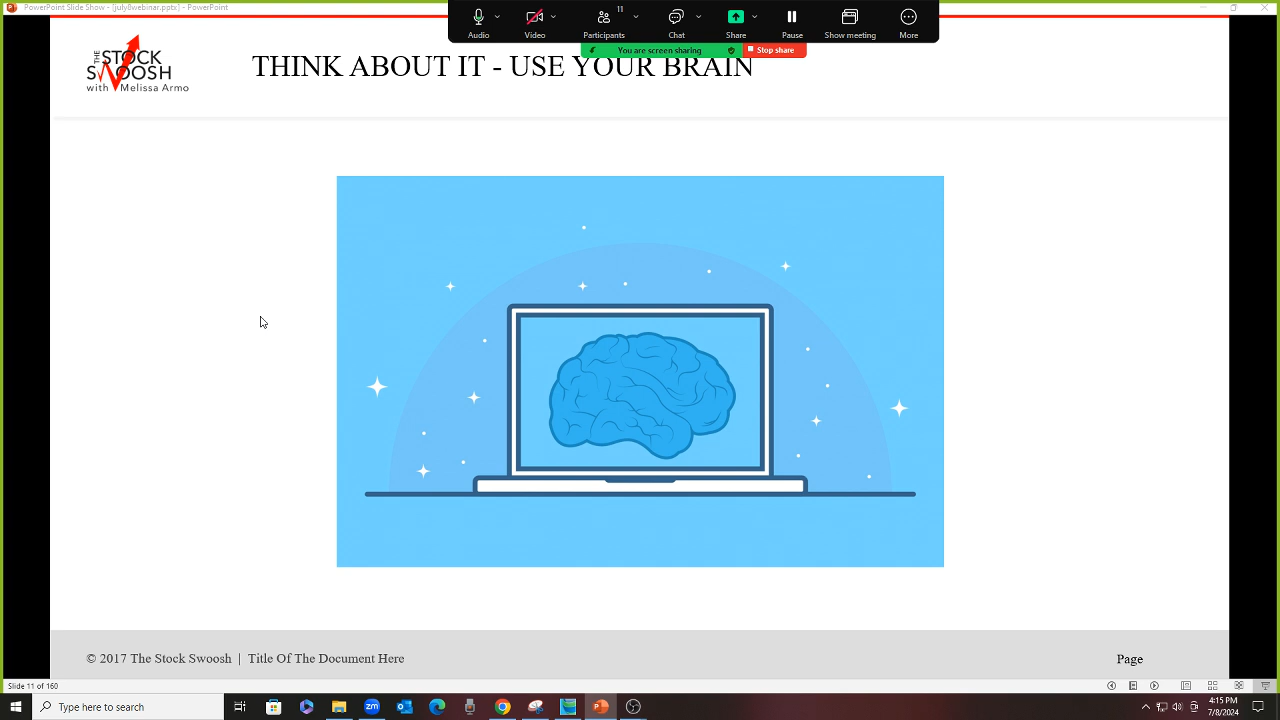 PowerPoint Slide Show - [july8webinar.pptx] - PowerPoint
11
Audio
Video
Participants
Chat
Share
Pause
Show meeting
More
You are screen sharing
Stop share
THE
STOCK
SWOOSH
with Melissa Armo
THINK ABOUT IT - USE YOUR BRAIN
© 2017 The Stock Swoosh | Title Of The Document Here
Page
Slide 11 of 160
Type here to search
zm
4:15 PM
7/8/2024